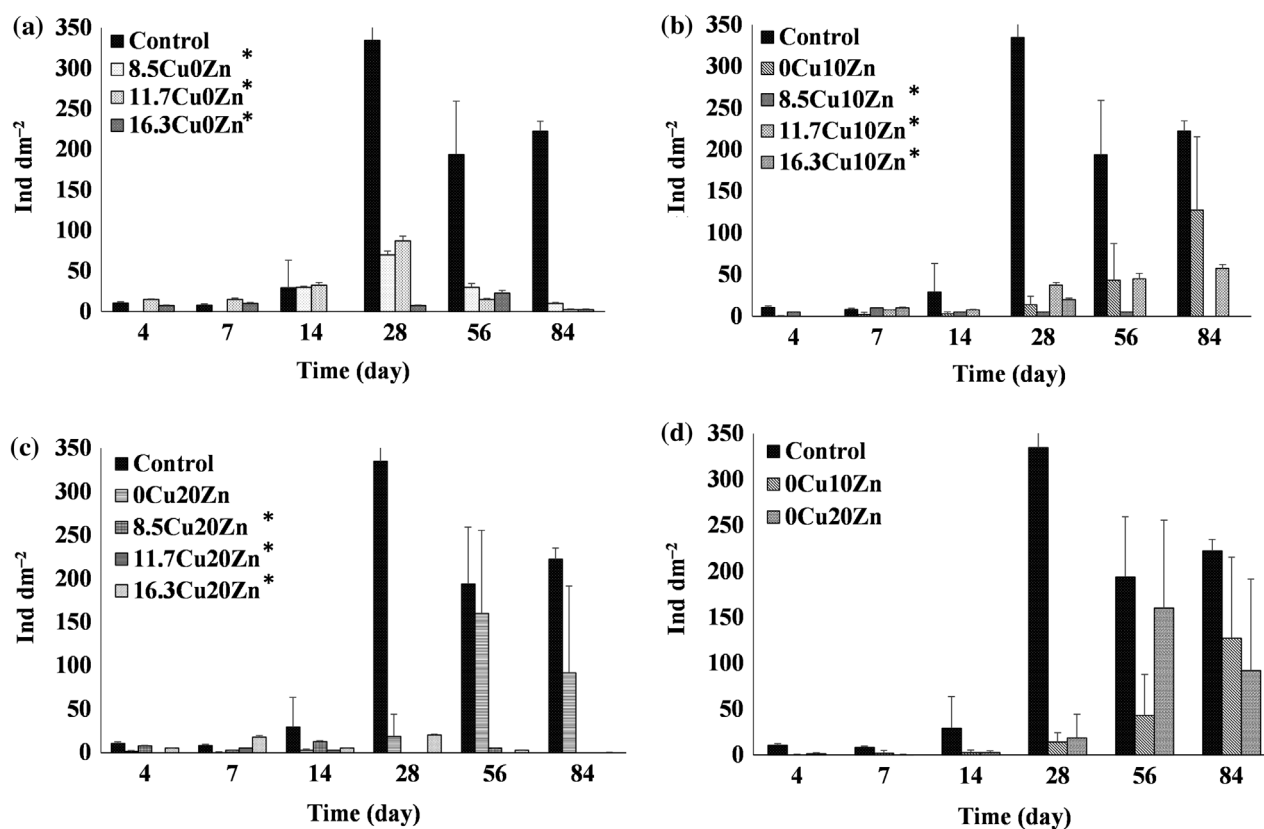 (a)
Control
8.5Cu0Zn *
11.7Cu0Zn *
16.3Cu0Zn *
350
300
250
200
150
100
50
0
Ind dm⁻²
4 7 14 28 56 84
Time (day)
(b)
Control
0Cu10Zn
8.5Cu10Zn *
11.7Cu10Zn *
16.3Cu10Zn *
350
300
250
200
150
100
50
0
Ind dm⁻²
4 7 14 28 56 84
Time (day)
(c)
Control
0Cu20Zn
8.5Cu20Zn *
11.7Cu20Zn *
16.3Cu20Zn *
350
300
250
200
150
100
50
0
Ind dm⁻²
4 7 14 28 56 84
Time (day)
(d)
Control
0Cu10Zn
0Cu20Zn
350
300
250
200
150
100
50
0
Ind dm⁻²
4 7 14 28 56 84
Time (day)